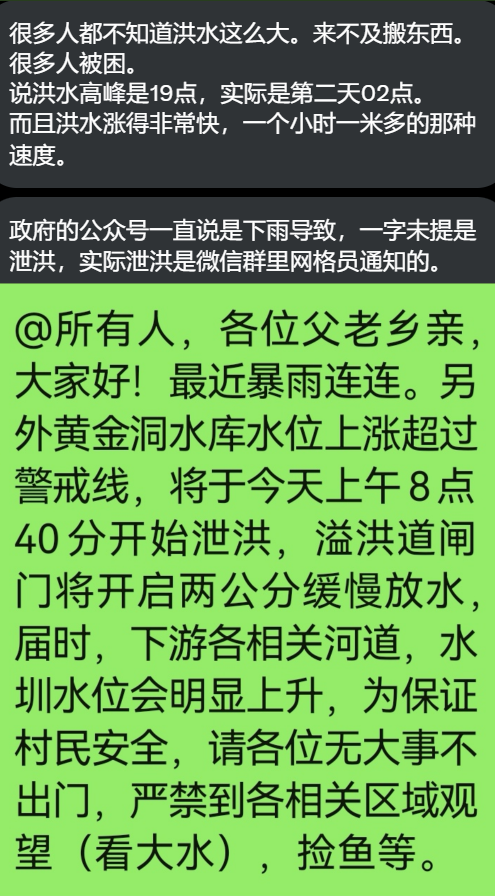 很多人都不知道洪水这么大。来不及搬东西。
很多人被困。
说洪水高峰是19点，实际是第二天02点。
而且洪水涨得非常快，一个小时一米多的那种
速度。
政府的公众号一直说是下雨导致，一字未提是
泄洪，实际泄洪是微信群里网格员通知的。
@所有人，各位父老乡亲，
大家好！最近暴雨连连。另
外黄金洞水库水位上涨超过
警戒线，将于今天上午8点
40分开始泄洪，溢洪道闸
门将开启两公分缓慢放水，
届时，下游各相关河道，水
圳水位会明显上升，为保证
村民安全，请各位无大事不
出门，严禁到各相关区域观
望（看大水），捡鱼等。